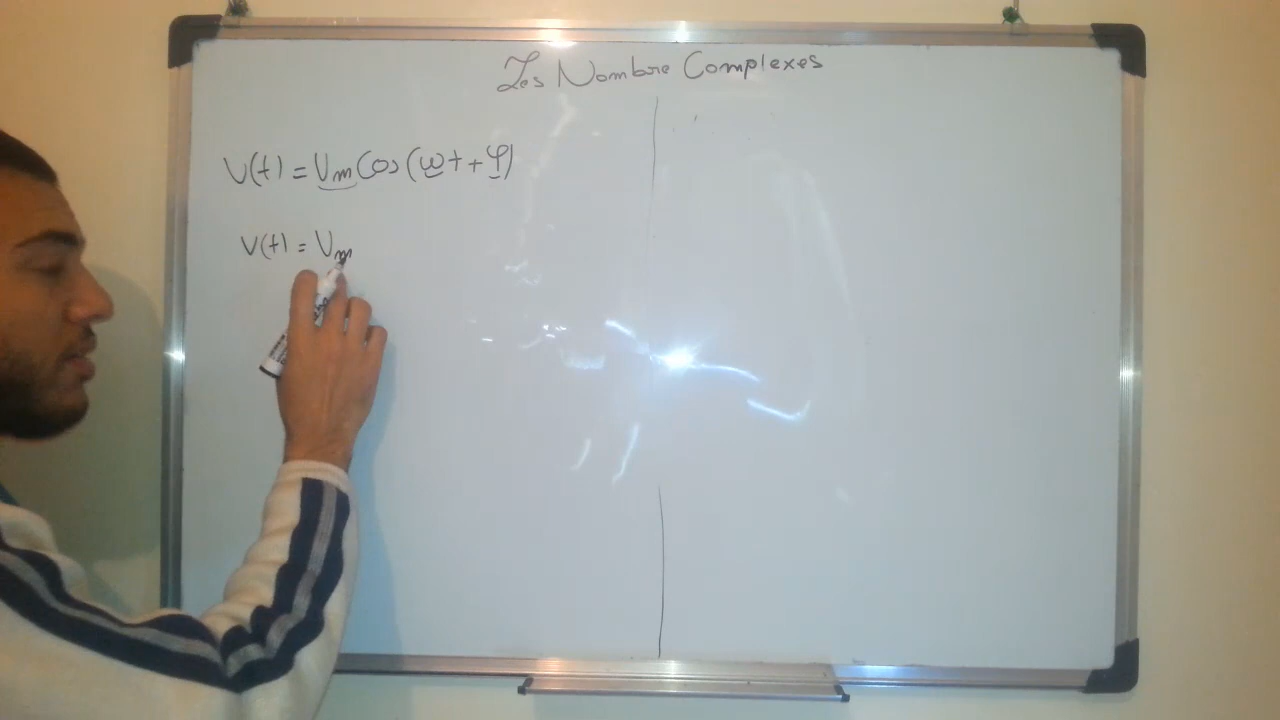 Les Nombre Complexes
V(t) = Vm Cos (ωt + φ)
V(t) = Vm